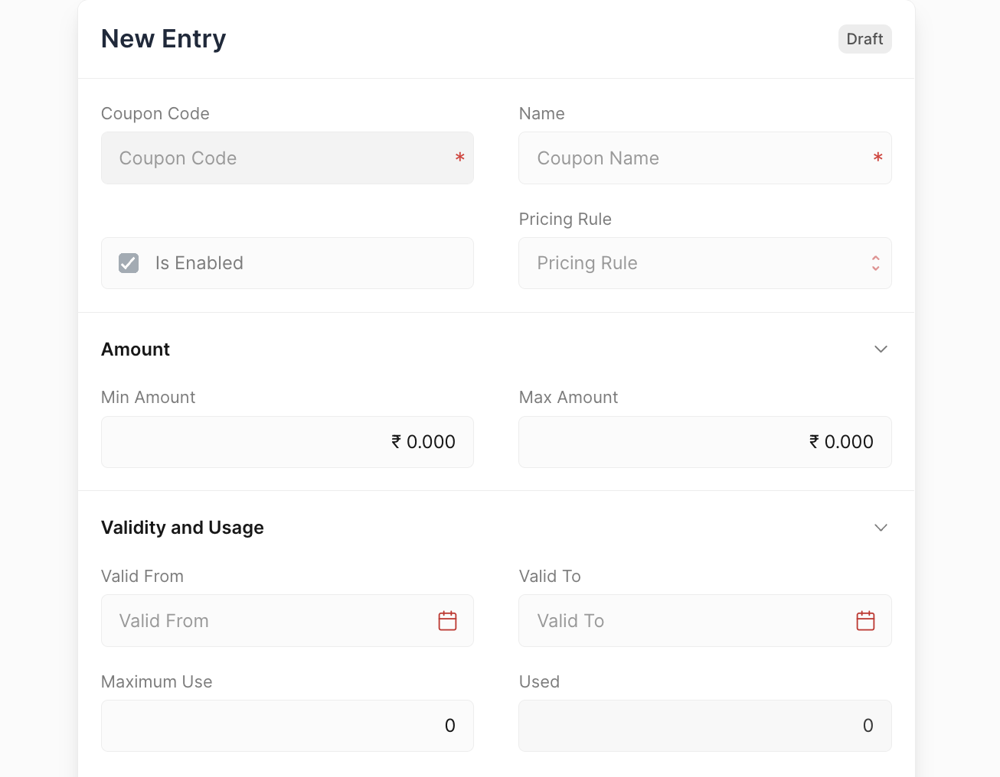 New Entry
Draft
Coupon Code
Name
Coupon Code *
Coupon Name *
Pricing Rule
Is Enabled
Pricing Rule
Amount
Min Amount
Max Amount
₹ 0.000
₹ 0.000
Validity and Usage
Valid From
Valid To
Valid From
Valid To
Maximum Use
Used
0
0